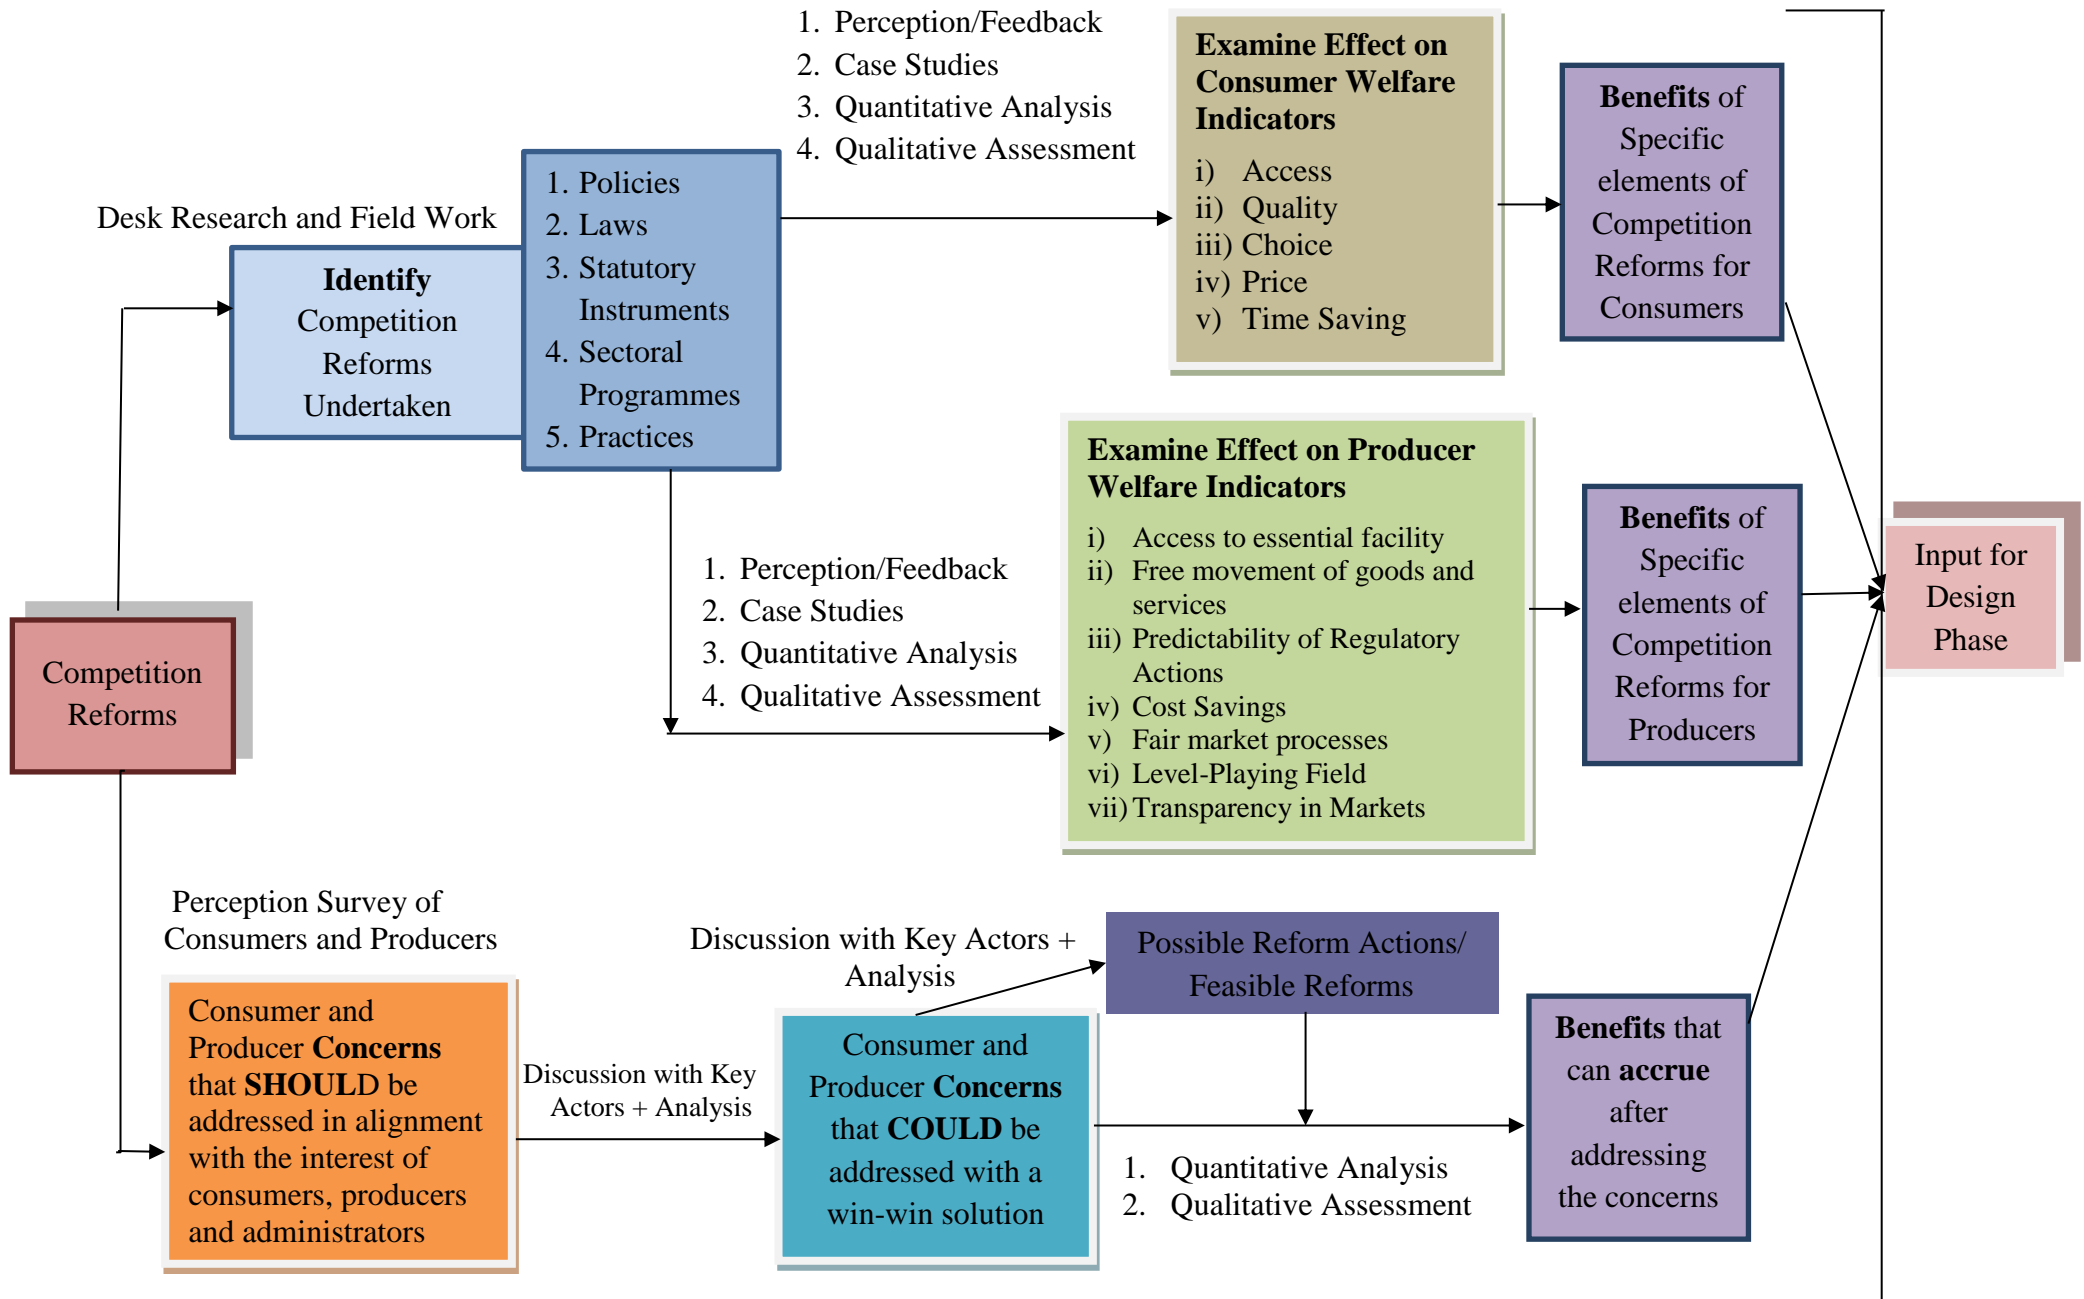 1. Perception/Feedback
2. Case Studies
3. Quantitative Analysis
4. Qualitative Assessment
Examine Effect on
Consumer Welfare
Indicators
i) Access
ii) Quality
iii) Choice
iv) Price
v) Time Saving
Benefits of
Specific
elements of
Competition
Reforms for
Consumers
Desk Research and Field Work
Identify
Competition
Reforms
Undertaken
1. Policies
2. Laws
3. Statutory
Instruments
4. Sectoral
Programmes
5. Practices
Examine Effect on Producer
Welfare Indicators
i) Access to essential facility
ii) Free movement of goods and
services
iii) Predictability of Regulatory
Actions
iv) Cost Savings
v) Fair market processes
vi) Level-Playing Field
vii) Transparency in Markets
Benefits of
Specific
elements of
Competition
Reforms for
Producers
Input for
Design
Phase
1. Perception/Feedback
2. Case Studies
3. Quantitative Analysis
4. Qualitative Assessment
Competition
Reforms
Perception Survey of
Consumers and Producers
Consumer and
Producer Concerns
that SHOULD be
addressed in alignment
with the interest of
consumers, producers
and administrators
Discussion with Key
Actors + Analysis
Discussion with Key Actors +
Analysis
Consumer and
Producer Concerns
that COULD be
addressed with a
win-win solution
Possible Reform Actions/
Feasible Reforms
1. Quantitative Analysis
2. Qualitative Assessment
Benefits that
can accrue
after
addressing
the concerns